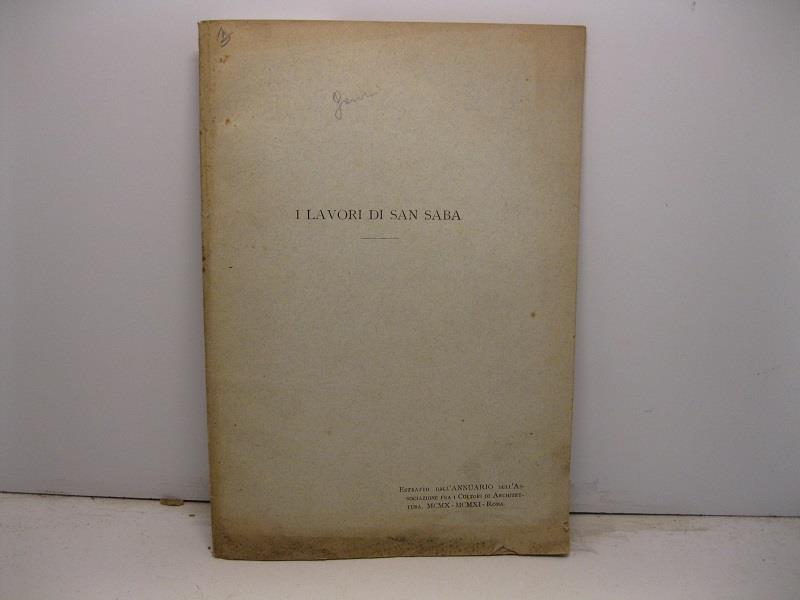 I LAVORI DI SAN SABA
Estratto dall'ANNUARIO dell'As-
sociazione fra i Cultori di Architet-
tura, MCMX - MCMXI - Roma.